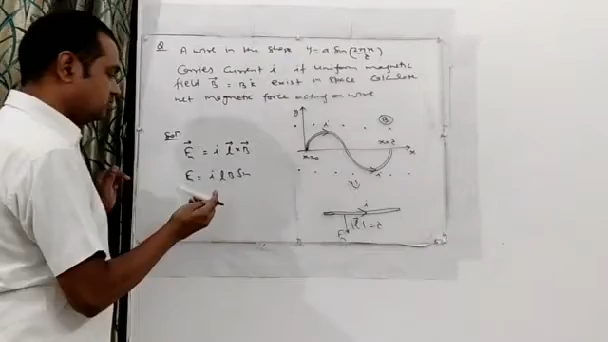 Q A wire in the shape Y = a Sin(2πx/l)
Carries current i if Uniform magnetic
field B⃗ = B k̂ exist in space Calculate
net magnetic force acting on wire
Sol
F⃗ = i l⃗ x B⃗
F = i l B Sin
y
i
B
x=0
x=l
x
i
i
|l⃗| = l
F